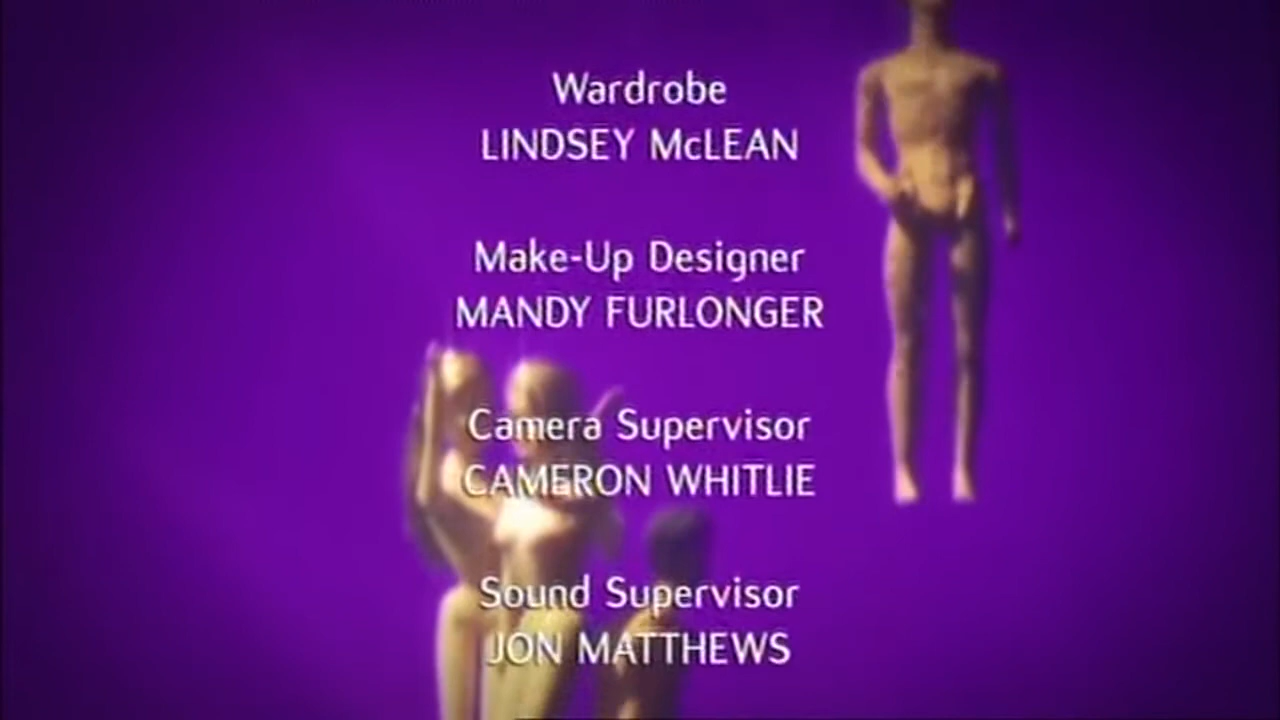 Wardrobe
LINDSEY McLEAN
Make-Up Designer
MANDY FURLONGER
Camera Supervisor
CAMERON WHITLIE
Sound Supervisor
JON MATTHEWS